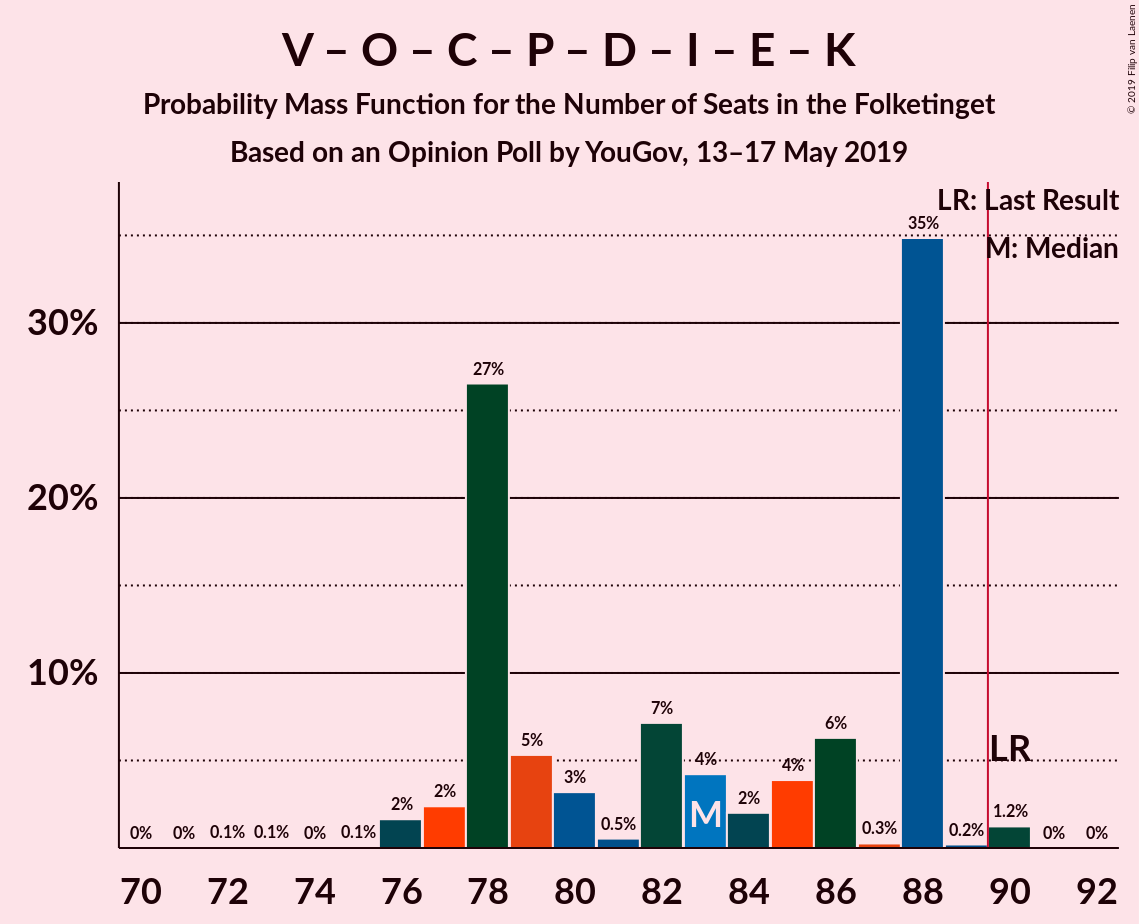 V – O – C – P – D – I – E – K
Probability Mass Function for the Number of Seats in the Folketinget
Based on an Opinion Poll by YouGov, 13–17 May 2019
© 2019 Filip van Laenen
LR: Last Result
M: Median
30%
20%
10%
0% 0% 0.1% 0.1% 0% 0.1% 2% 2% 27% 5% 3% 0.5% 7% 4% 2% 4% 6% 0.3% 35% 0.2% 1.2% 0% 0%
M
LR
70 72 74 76 78 80 82 84 86 88 90 92